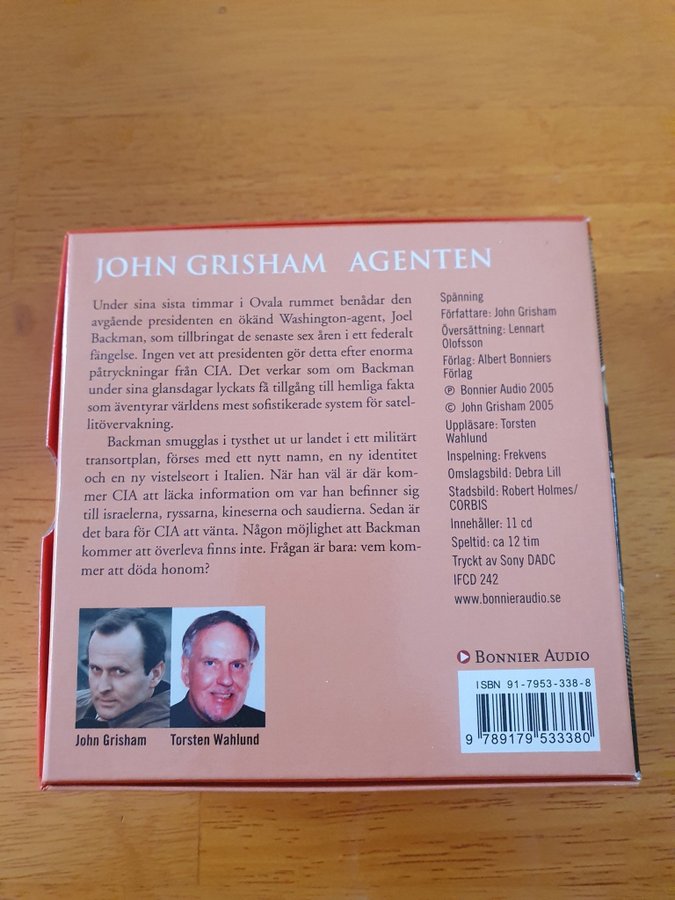 JOHN GRISHAM AGENTEN
Under sina sista timmar i Ovala rummet benådar den
avgående presidenten en ökänd Washington-agent, Joel
Backman, som tillbringat de senaste sex åren i ett federalt
fängelse. Ingen vet att presidenten gör detta efter enorma
påtryckningar från CIA. Det verkar som om Backman
under sina glansdagar lyckats få tillgång till hemliga fakta
som äventyrar världens mest sofistikerade system för satel-
litövervakning.
Backman smugglas i tysthet ut ur landet i ett militärt
transortplan, förses med ett nytt namn, en ny identitet
och en ny vistelseort i Italien. När han väl är där kom-
mer CIA att läcka information om var han befinner sig
till israelerna, ryssarna, kineserna och saudierna. Sedan är
det bara för CIA att vänta. Någon möjlighet att Backman
kommer att överleva finns inte. Frågan är bara: vem kom-
mer att döda honom?
John Grisham
Torsten Wahlund
Spänning
Författare: John Grisham
Översättning: Lennart
Olofsson
Förlag: Albert Bonniers
Förlag
℗ Bonnier Audio 2005
© John Grisham 2005
Uppläsare: Torsten
Wahlund
Inspelning: Frekvens
Omslagsbild: Debra Lill
Stadsbild: Robert Holmes/
CORBIS
Innehåller: 11 cd
Speltid: ca 12 tim
Tryckt av Sony DADC
IFCD 242
www.bonnieraudio.se
BONNIER AUDIO
ISBN 91-7953-338-8
9 789179 533380